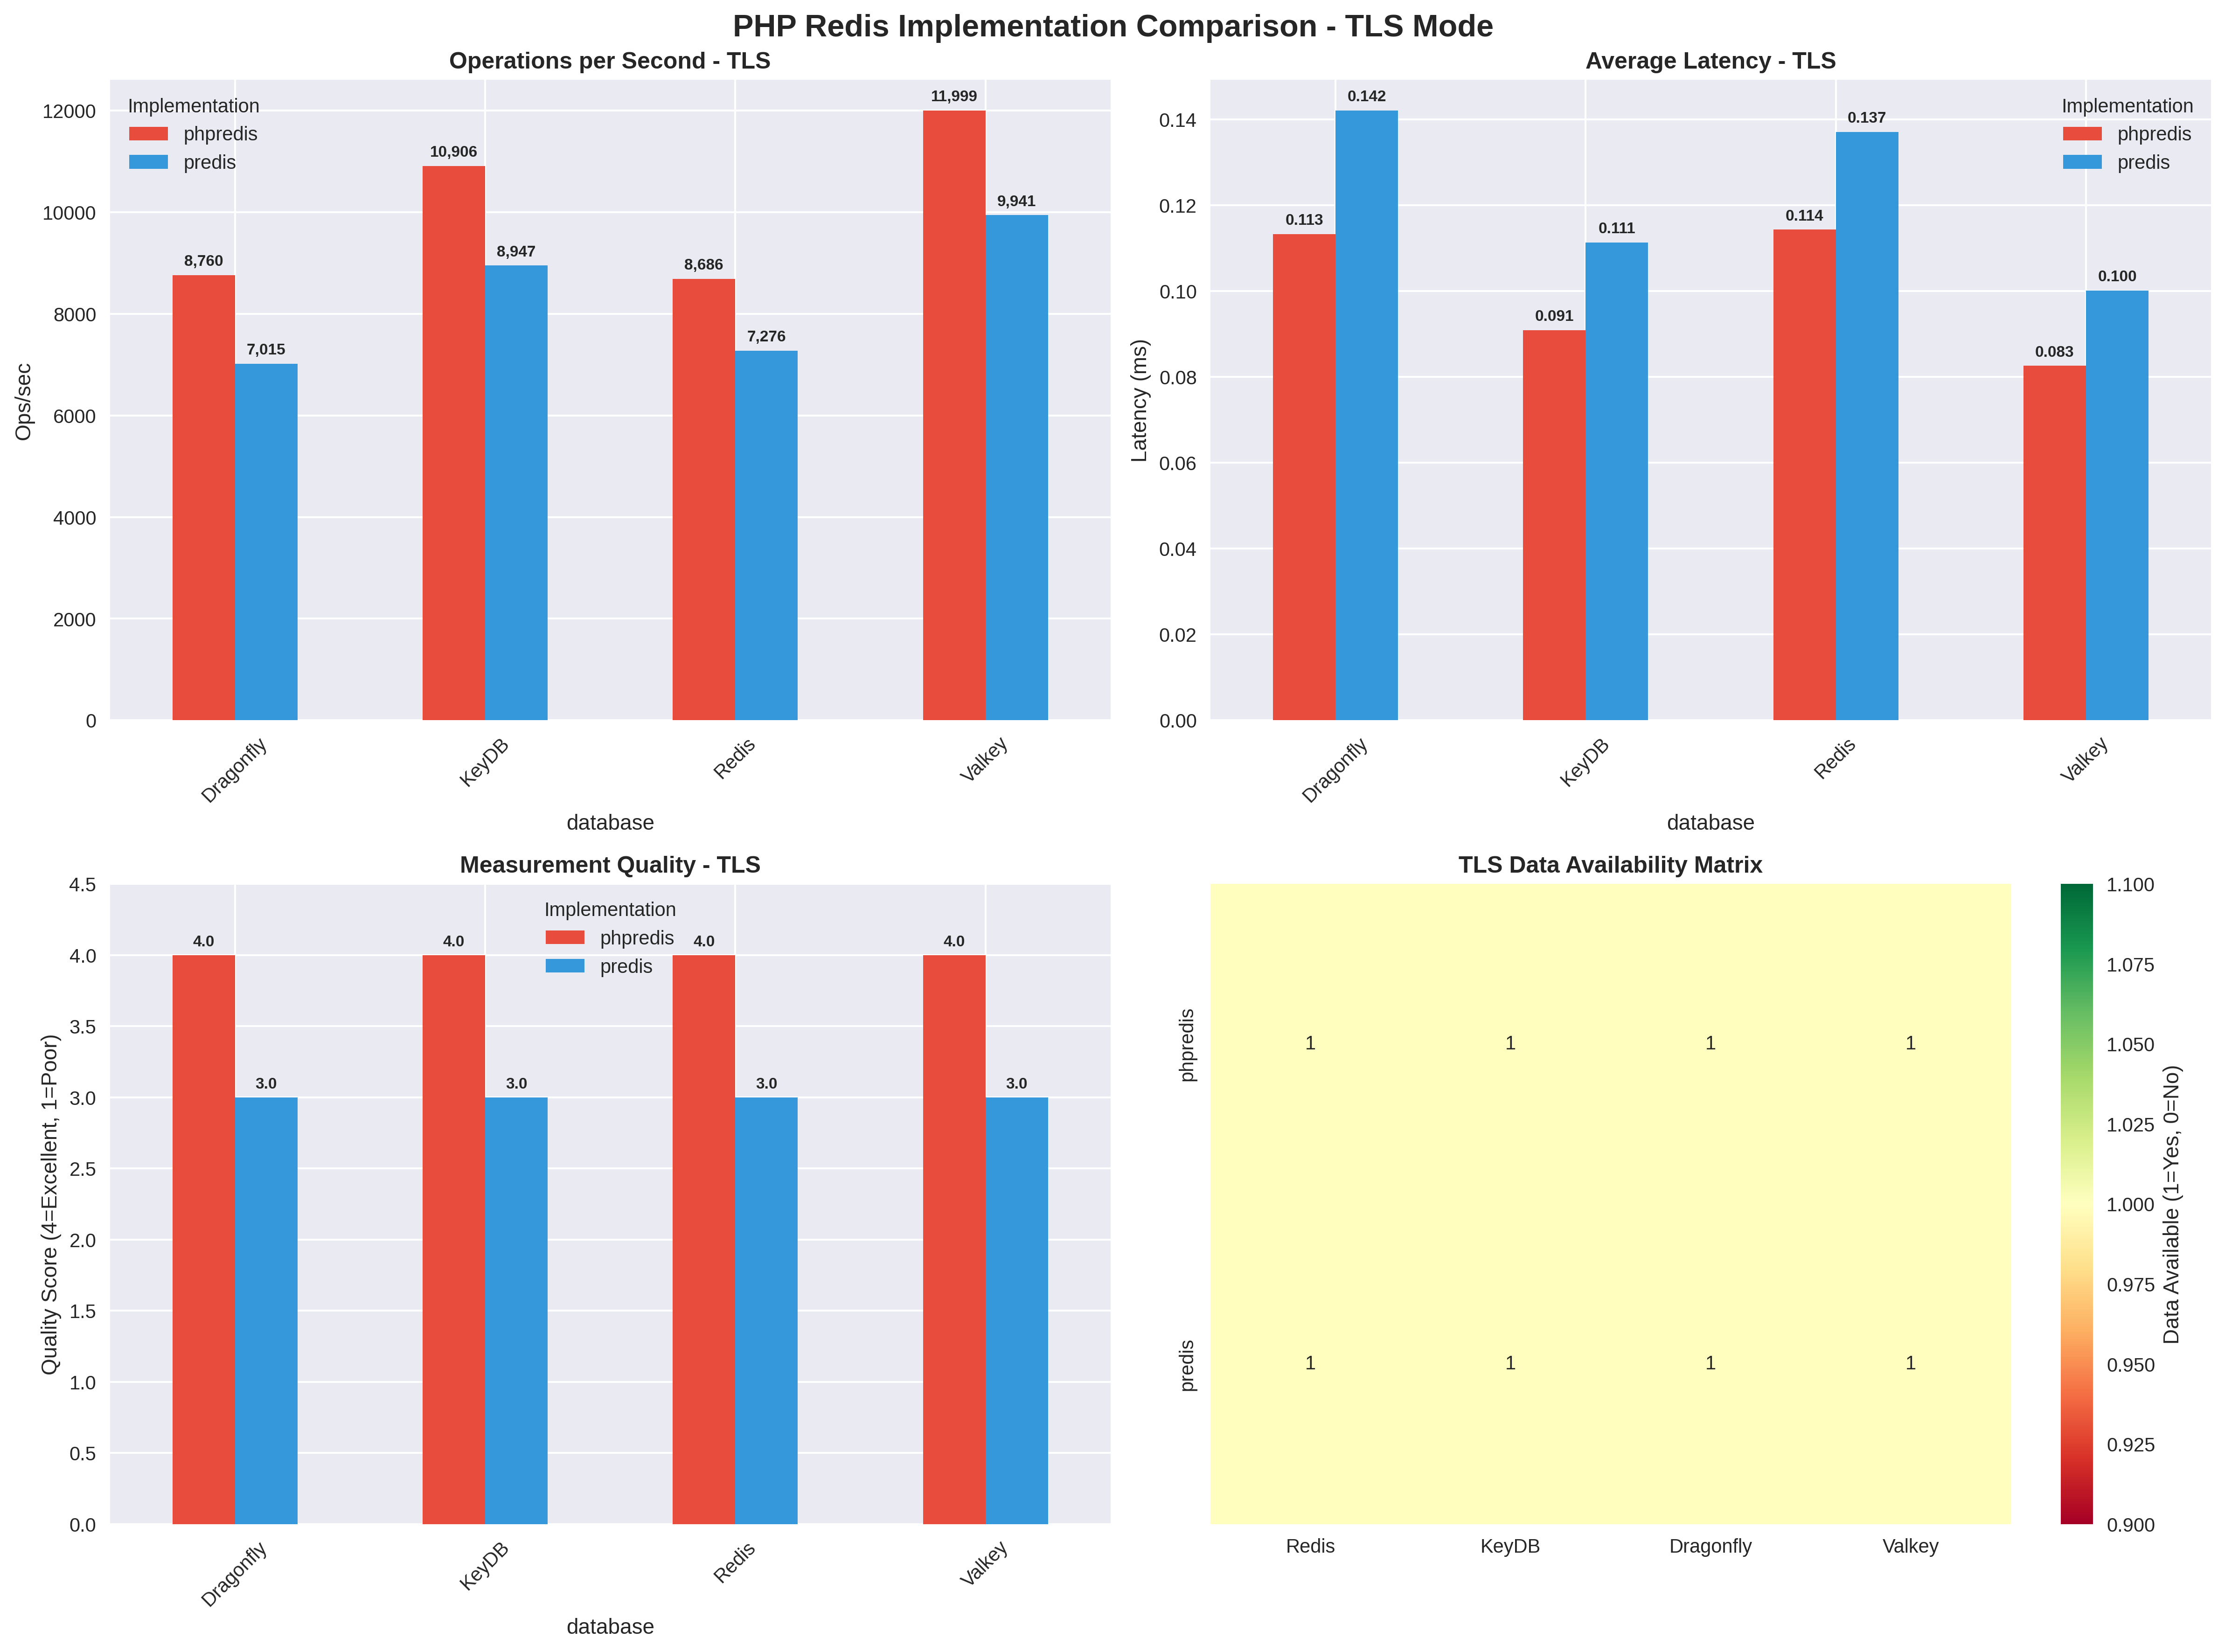 PHP Redis Implementation Comparison - TLS Mode
Operations per Second - TLS
Implementation
phpredis
predis
Ops/sec
12000
10000
8000
6000
4000
2000
0
8,760
7,015
10,906
8,947
8,686
7,276
11,999
9,941
Dragonfly
KeyDB
Redis
Valkey
database
Average Latency - TLS
Implementation
phpredis
predis
Latency (ms)
0.14
0.12
0.10
0.08
0.06
0.04
0.02
0.00
0.113
0.142
0.091
0.111
0.114
0.137
0.083
0.100
Dragonfly
KeyDB
Redis
Valkey
database
Measurement Quality - TLS
Implementation
phpredis
predis
Quality Score (4=Excellent, 1=Poor)
4.5
4.0
3.5
3.0
2.5
2.0
1.5
1.0
0.5
0.0
4.0
3.0
4.0
3.0
4.0
3.0
4.0
3.0
Dragonfly
KeyDB
Redis
Valkey
database
TLS Data Availability Matrix
phpredis
1 1 1 1
predis
1 1 1 1
Redis KeyDB Dragonfly Valkey
1.100
1.075
1.050
1.025
1.000
0.975
0.950
0.925
0.900
Data Available (1=Yes, 0=No)